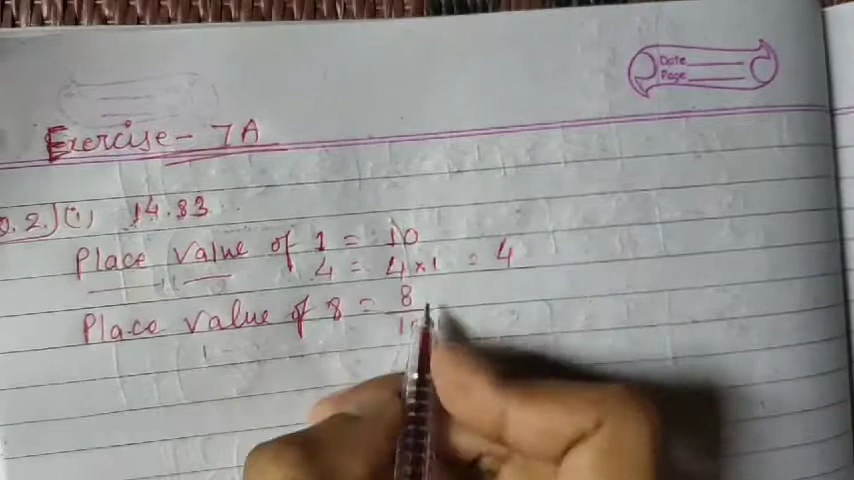 Date
Page
Exercise - 7A
Q.2.) (i) 14.83
Place value of 1 = 10
4 = 4 × 1 = 4
Place value of 8 = 8